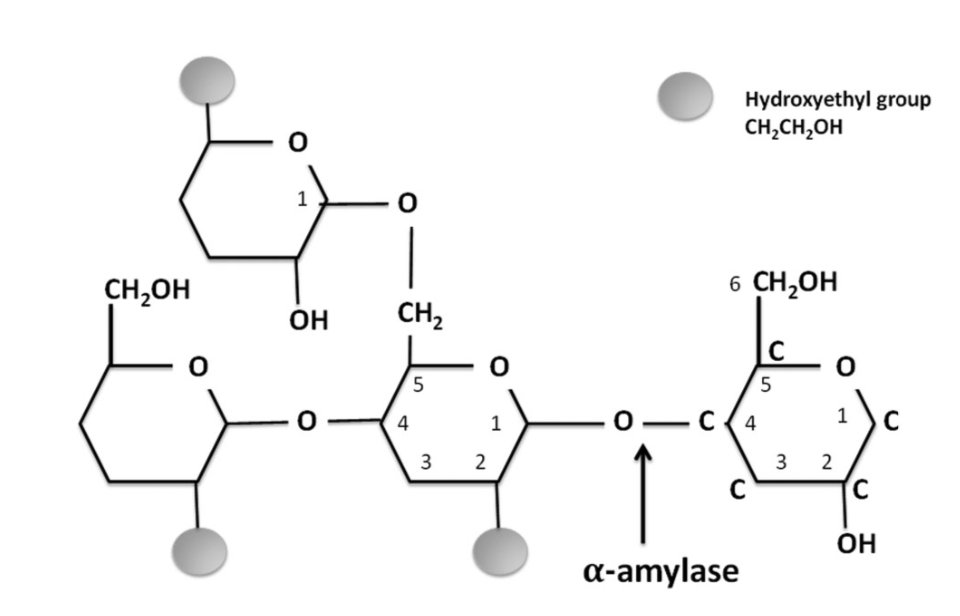 Hydroxyethyl group
CH₂CH₂OH
O
1
O
OH
CH₂OH
CH₂
6 CH₂OH
O
O
C
O
5
5
O
4
1
O
C
4
1
C
3
2
3
2
C
C
OH
α-amylase